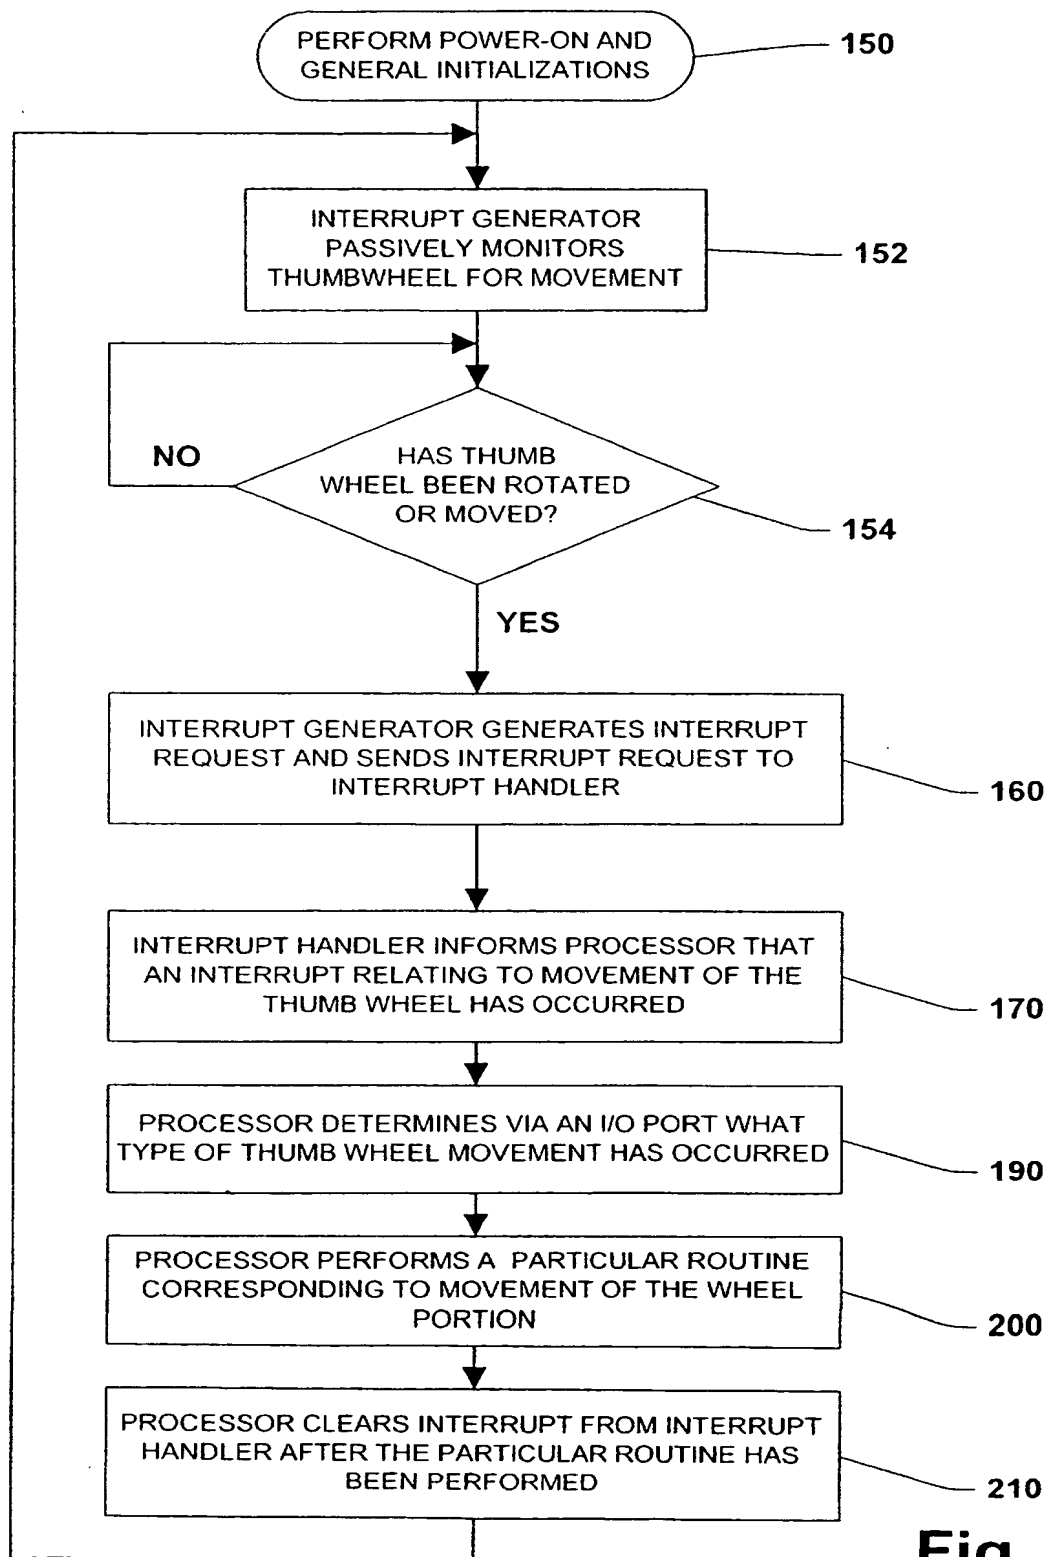 PERFORM POWER-ON AND
GENERAL INITIALIZATIONS
150
INTERRUPT GENERATOR
PASSIVELY MONITORS
THUMBWHEEL FOR MOVEMENT
152
NO
HAS THUMB
WHEEL BEEN ROTATED
OR MOVED?
154
YES
INTERRUPT GENERATOR GENERATES INTERRUPT
REQUEST AND SENDS INTERRUPT REQUEST TO
INTERRUPT HANDLER
160
INTERRUPT HANDLER INFORMS PROCESSOR THAT
AN INTERRUPT RELATING TO MOVEMENT OF THE
THUMB WHEEL HAS OCCURRED
170
PROCESSOR DETERMINES VIA AN I/O PORT WHAT
TYPE OF THUMB WHEEL MOVEMENT HAS OCCURRED
190
PROCESSOR PERFORMS A PARTICULAR ROUTINE
CORRESPONDING TO MOVEMENT OF THE WHEEL
PORTION
200
PROCESSOR CLEARS INTERRUPT FROM INTERRUPT
HANDLER AFTER THE PARTICULAR ROUTINE HAS
BEEN PERFORMED
210
Fig